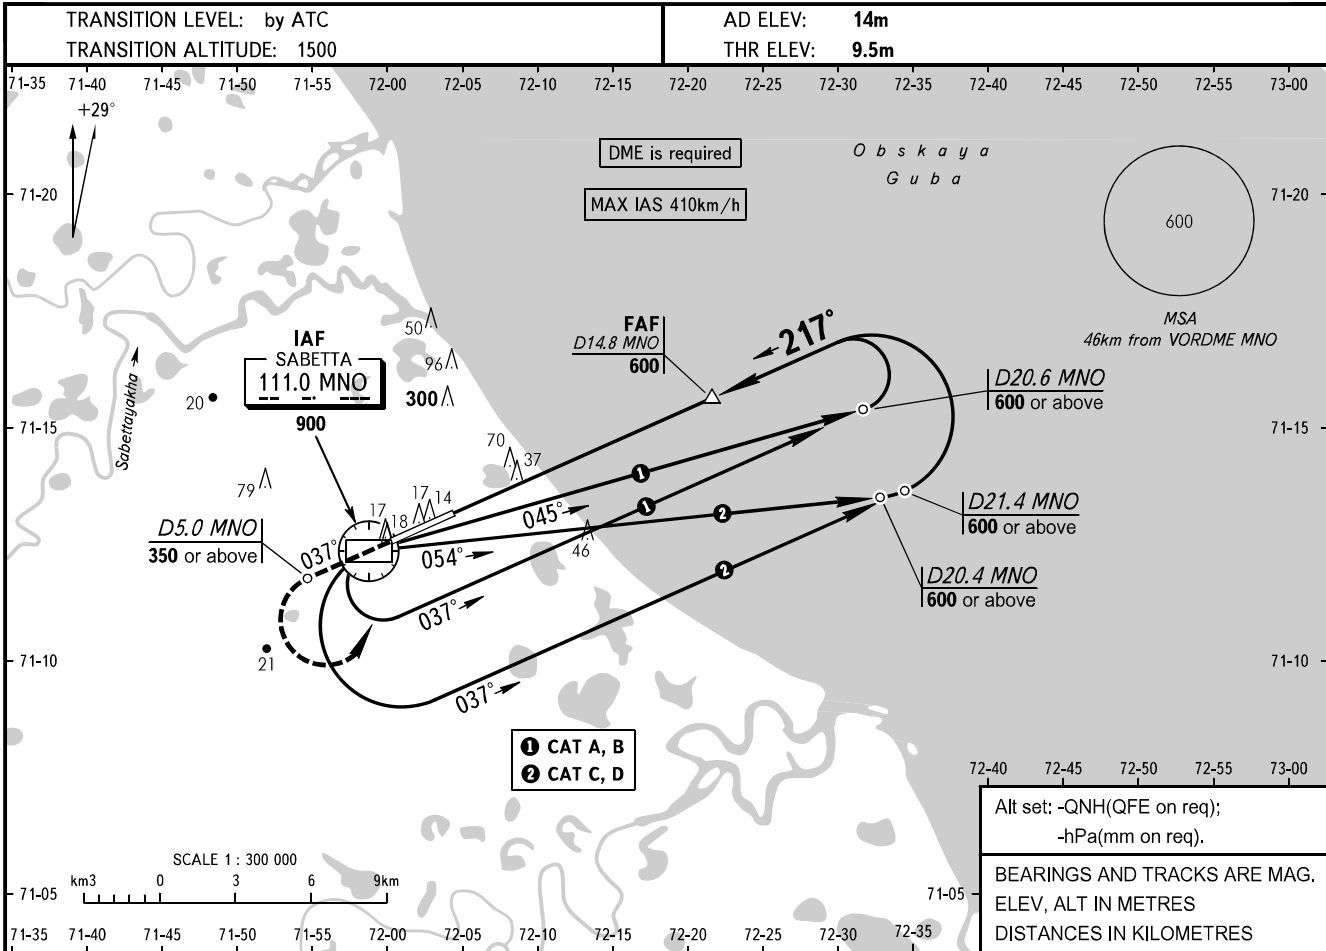 TRANSITION LEVEL: by ATC
TRANSITION ALTITUDE: 1500
AD ELEV: 14m
THR ELEV: 9.5m
71-35 71-40 71-45 71-50 71-55 72-00 72-05 72-10 72-15 72-20 72-25 72-30 72-35 72-40 72-45 72-50 72-55 73-00
+29°
DME is required
MAX IAS 410km/h
Obskaya
Guba
71-20
71-20
600
MSA
46km from VORDME MNO
Sabettayakha
IAF
SABETTA
111.0 MNO
900
20
50
96
300
FAF
D14.8 MNO
600
217°
D20.6 MNO
600 or above
71-15
71-15
70
37
79
17
18
17
14
46
1
1
2
2
045°
054°
037°
037°
037°
D5.0 MNO
350 or above
D21.4 MNO
600 or above
D20.4 MNO
600 or above
21
71-10
71-10
1 CAT A, B
2 CAT C, D
72-40 72-45 72-50 72-55 73-00
Alt set: -QNH(QFE on req);
-hPa(mm on req).
BEARINGS AND TRACKS ARE MAG.
ELEV, ALT IN METRES
DISTANCES IN KILOMETRES
SCALE 1 : 300 000
km3 0 3 6 9km
71-05
71-05
71-35 71-40 71-45 71-50 71-55 72-00 72-05 72-10 72-15 72-20 72-25 72-30 72-35